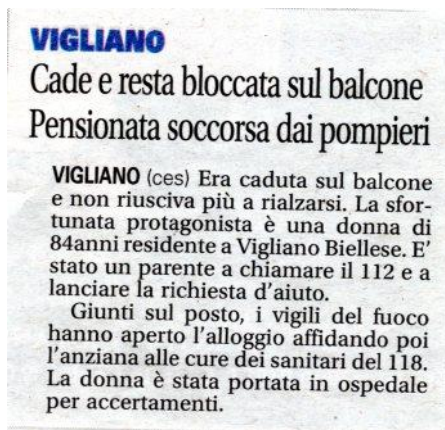 VIGLIANO
Cade e resta bloccata sul balcone
Pensionata soccorsa dai pompieri
VIGLIANO (ces) Era caduta sul balcone
e non riusciva più a rialzarsi. La sfor-
tunata protagonista è una donna di
84anni residente a Vigliano Biellese. E'
stato un parente a chiamare il 112 e a
lanciare la richiesta d'aiuto.
Giunti sul posto, i vigili del fuoco
hanno aperto l'alloggio affidando poi
l'anziana alle cure dei sanitari del 118.
La donna è stata portata in ospedale
per accertamenti.